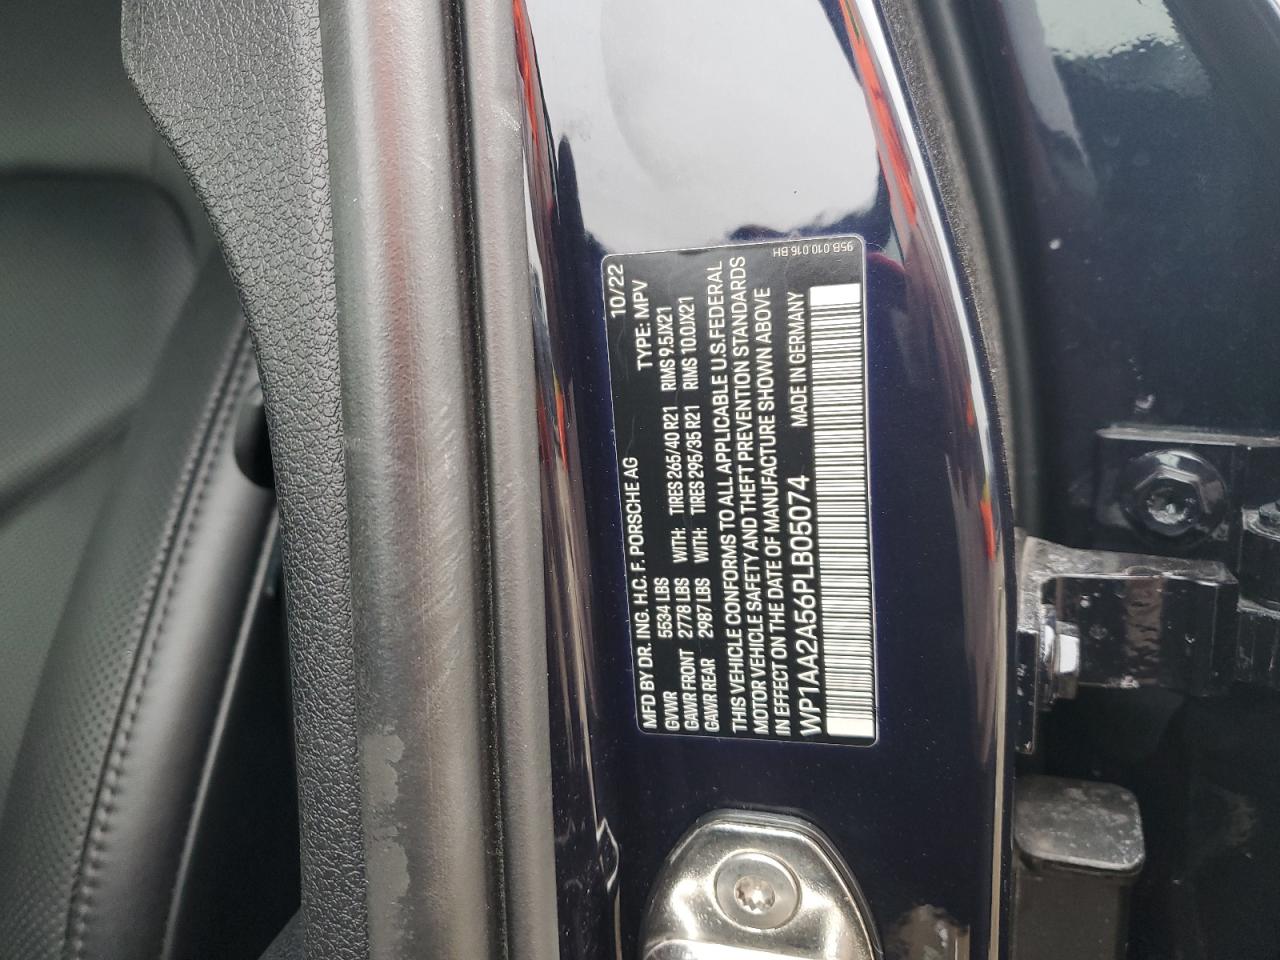 MFD BY DR. ING. H.C. F. PORSCHE AG 10/22
GVWR 5534 LBS TYPE: MPV
GAWR FRONT 2778 LBS WITH: TIRES 265/40 R21 RIMS 9.5JX21
GAWR REAR 2987 LBS WITH: TIRES 295/35 R21 RIMS 10.0JX21
THIS VEHICLE CONFORMS TO ALL APPLICABLE U.S. FEDERAL
MOTOR VEHICLE SAFETY AND THEFT PREVENTION STANDARDS
IN EFFECT ON THE DATE OF MANUFACTURE SHOWN ABOVE
WP1AA2A56PLB05074 MADE IN GERMANY
95B 010 016 BH